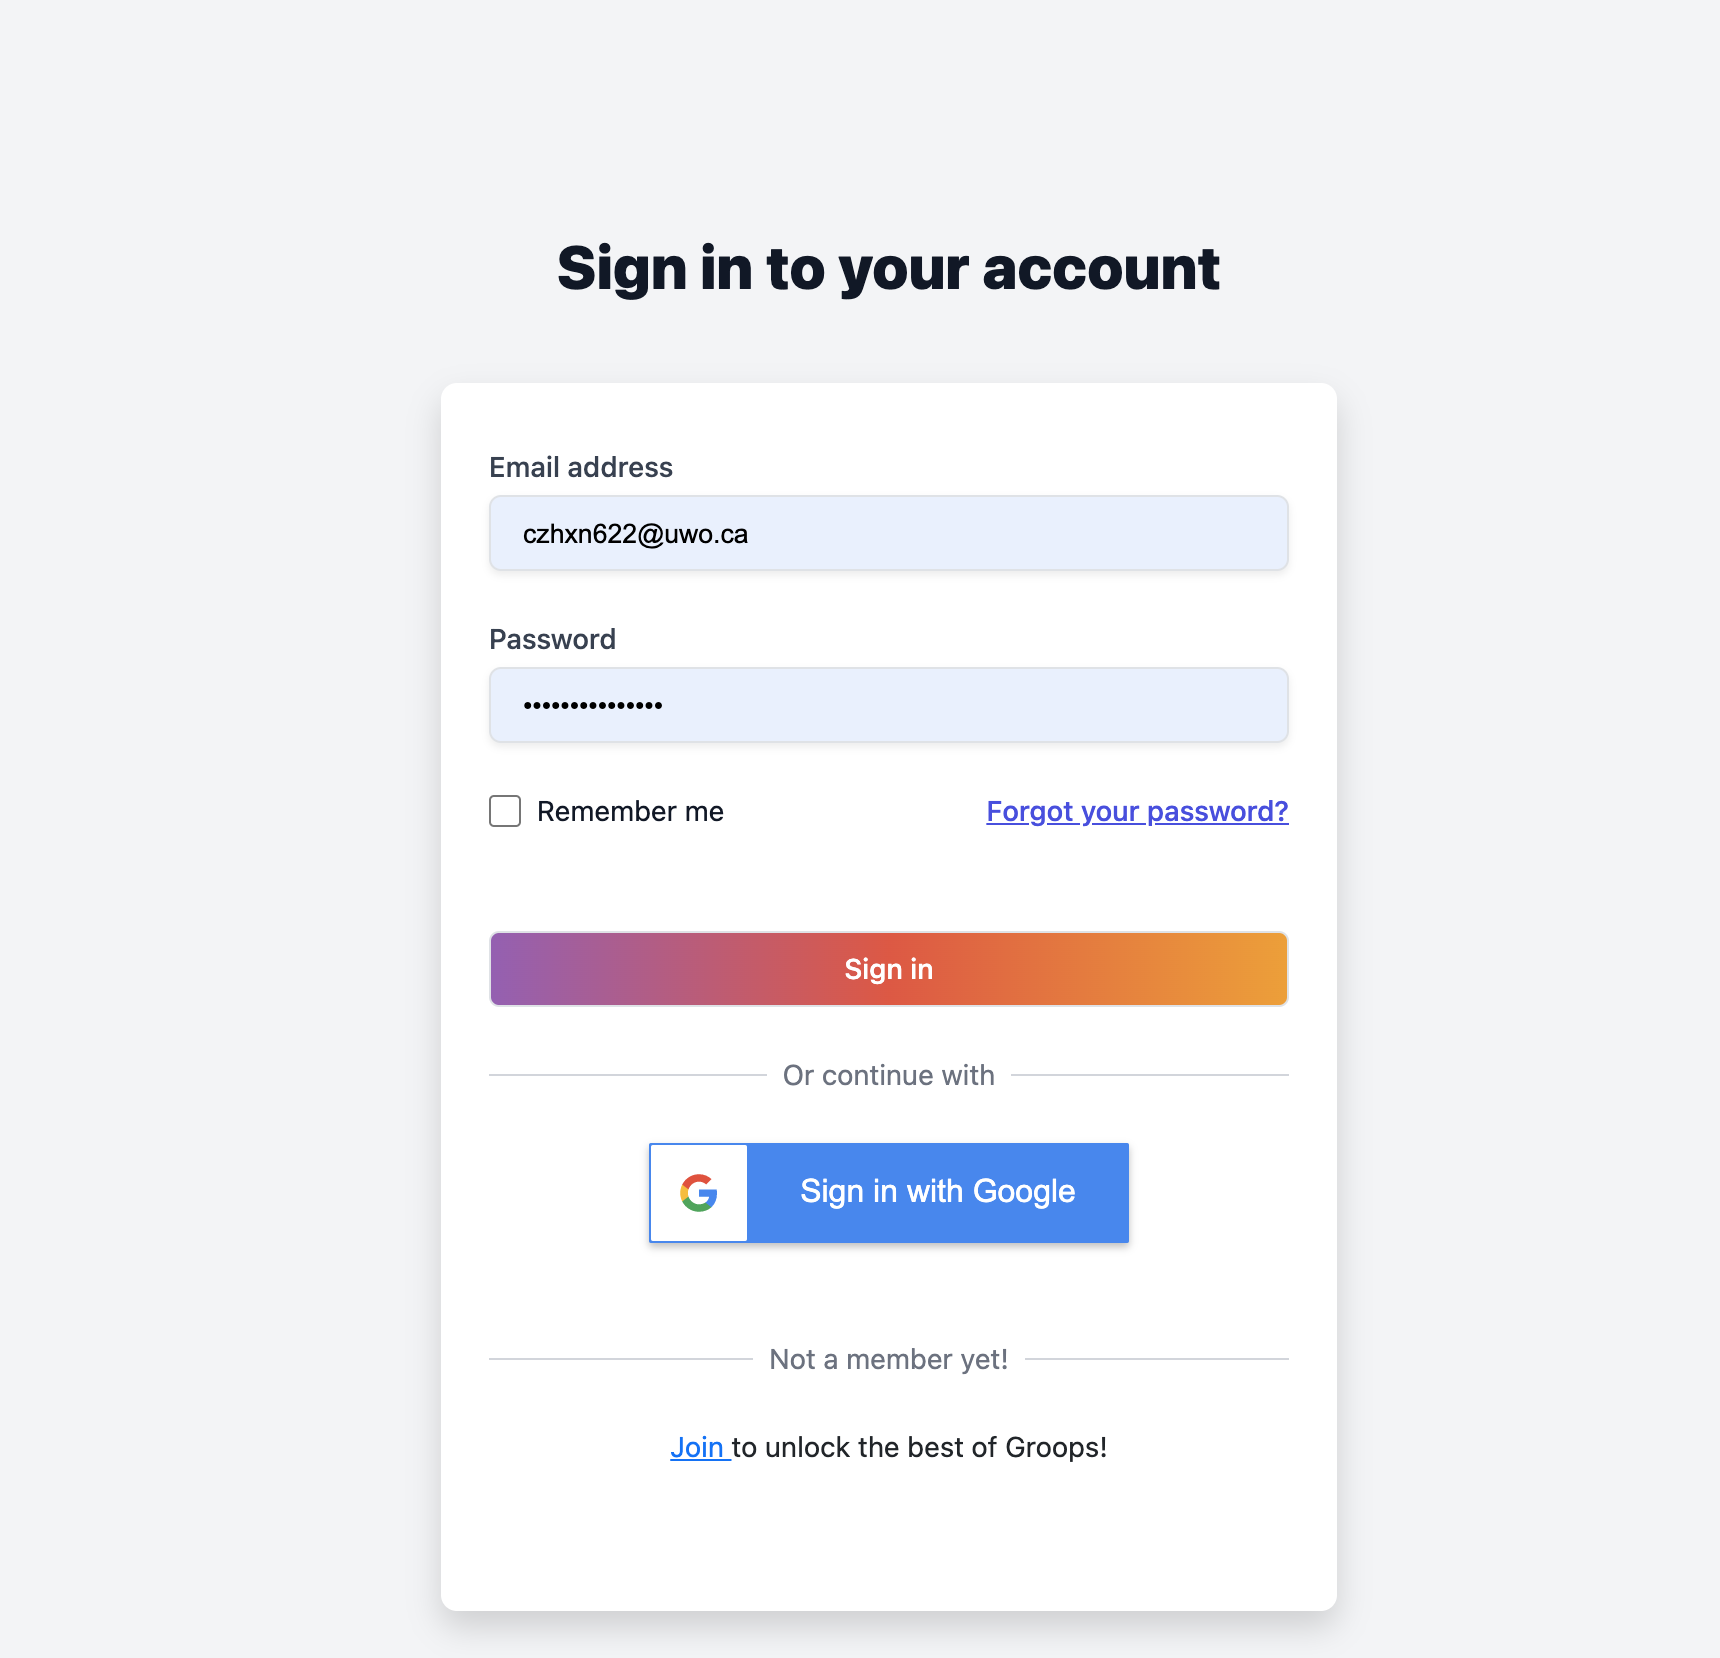 Sign in to your account
Email address
czhxn622@uwo.ca
Password
•••••••••••••••
Remember me
Forgot your password?
Sign in
Or continue with
Sign in with Google
Not a member yet!
Join to unlock the best of Groops!